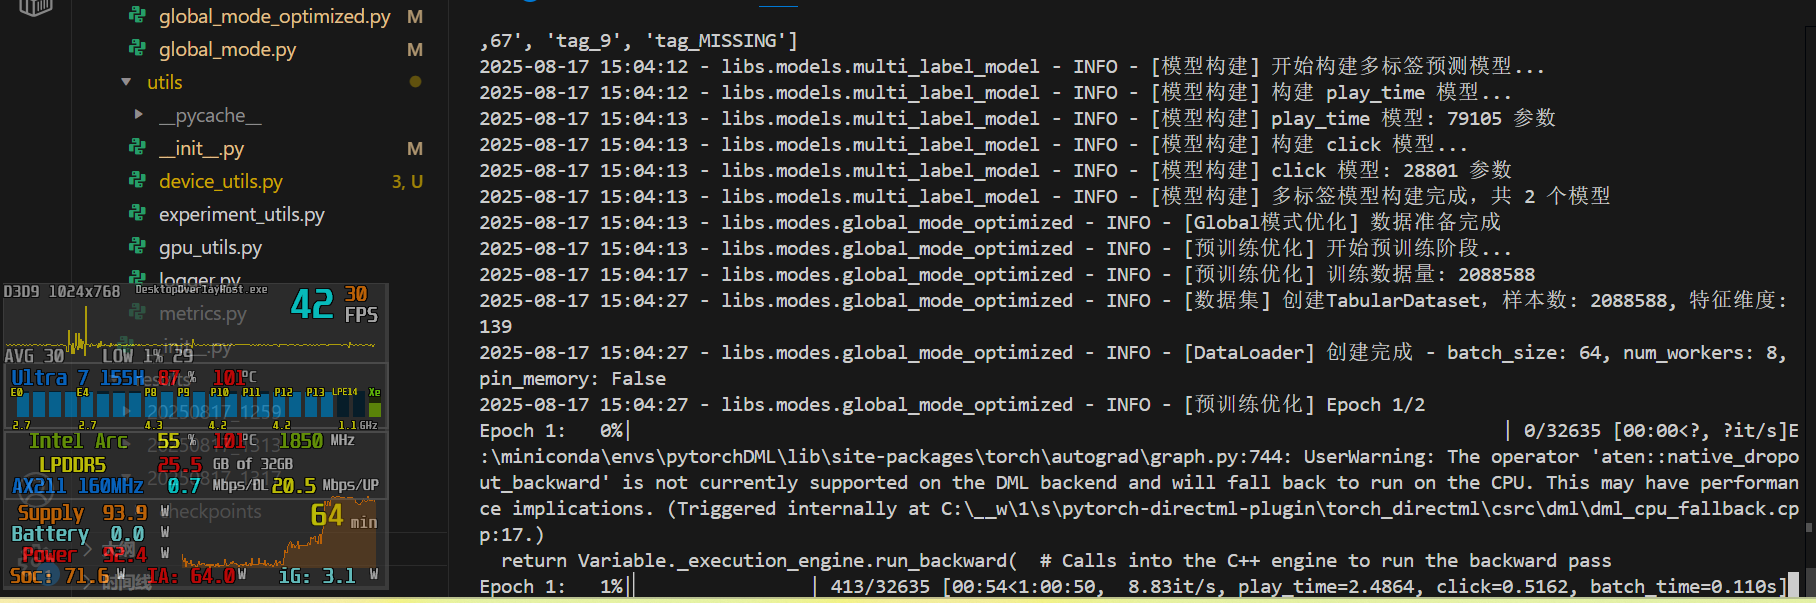 global_mode_optimized.py M
global_mode.py M
utils
__pycache__
__init__.py M
device_utils.py 3, U
experiment_utils.py
gpu_utils.py
logger.py
D3D9 1024x768 DesktopOverlayHost.exe 42 30 FPS
metrics.py
AVG 30 LOW 1% 29
Ultra 7 155H 87 % 101°C
E0 E4 P8 P9 P10 P11 P12 P13 LPE14 Xe
20250817_1259
2.7 2.7 4.3 4.2 4.2 4.2 1.1 GHz
Intel Arc 55 % 101°C 1850 MHz
20250817_1313
LPDDR5 25.5 GB of 32GB
20250817_1317
AX211 160MHz 0.7 Mbps/DL 20.5 Mbps/UP
checkpoints
Supply 93.9 W 64 min
Battery 0.0 W
Power 92.4 W
大纲
Soc: 71.6 W IA: 64.0 W iG: 3.1 W
时间线
,67', 'tag_9', 'tag_MISSING']
2025-08-17 15:04:12 - libs.models.multi_label_model - INFO - [模型构建] 开始构建多标签预测模型...
2025-08-17 15:04:12 - libs.models.multi_label_model - INFO - [模型构建] 构建 play_time 模型...
2025-08-17 15:04:13 - libs.models.multi_label_model - INFO - [模型构建] play_time 模型: 79105 参数
2025-08-17 15:04:13 - libs.models.multi_label_model - INFO - [模型构建] 构建 click 模型...
2025-08-17 15:04:13 - libs.models.multi_label_model - INFO - [模型构建] click 模型: 28801 参数
2025-08-17 15:04:13 - libs.models.multi_label_model - INFO - [模型构建] 多标签模型构建完成，共 2 个模型
2025-08-17 15:04:13 - libs.modes.global_mode_optimized - INFO - [Global模式优化] 数据准备完成
2025-08-17 15:04:13 - libs.modes.global_mode_optimized - INFO - [预训练优化] 开始预训练阶段...
2025-08-17 15:04:17 - libs.modes.global_mode_optimized - INFO - [预训练优化] 训练数据量: 2088588
2025-08-17 15:04:27 - libs.modes.global_mode_optimized - INFO - [数据集] 创建TabularDataset，样本数: 2088588, 特征维度:
139
2025-08-17 15:04:27 - libs.modes.global_mode_optimized - INFO - [DataLoader] 创建完成 - batch_size: 64, num_workers: 8,
pin_memory: False
2025-08-17 15:04:27 - libs.modes.global_mode_optimized - INFO - [预训练优化] Epoch 1/2
Epoch 1:   0%|          | 0/32635 [00:00<?, ?it/s]E
:\miniconda\envs\pytorchDML\lib\site-packages\torch\autograd\graph.py:744: UserWarning: The operator 'aten::native_dropo
ut_backward' is not currently supported on the DML backend and will fall back to run on the CPU. This may have performan
ce implications. (Triggered internally at C:\__w\1\s\pytorch-directml-plugin\torch_directml\csrc\dml\dml_cpu_fallback.cp
p:17.)
return Variable._execution_engine.run_backward(  # Calls into the C++ engine to run the backward pass
Epoch 1:   1%|          | 413/32635 [00:54<1:00:50,  8.83it/s, play_time=2.4864, click=0.5162, batch_time=0.110s]